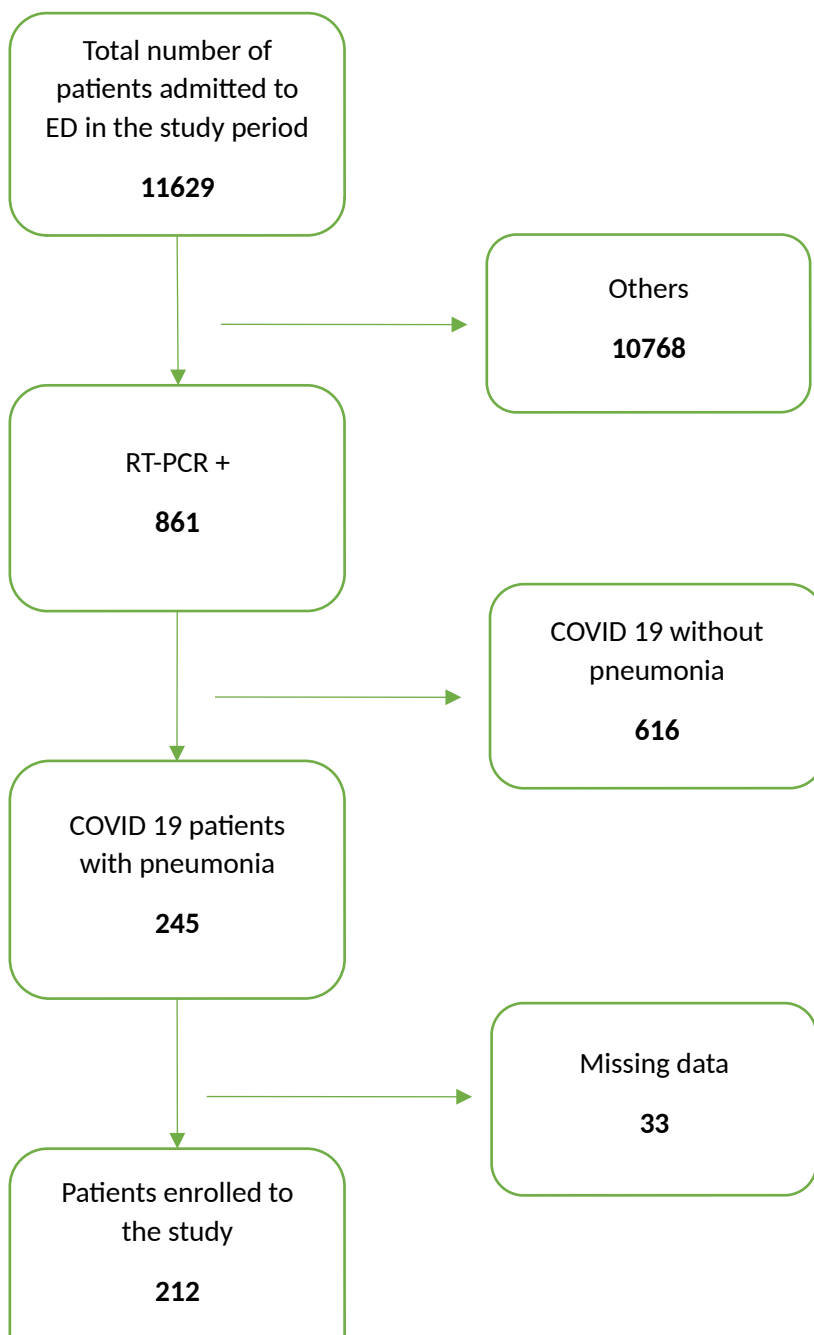 Total number of
patients admitted to
ED in the study period
11629
Others
10768
RT-PCR +
861
COVID 19 without
pneumonia
616
COVID 19 patients
with pneumonia
245
Missing data
33
Patients enrolled to
the study
212